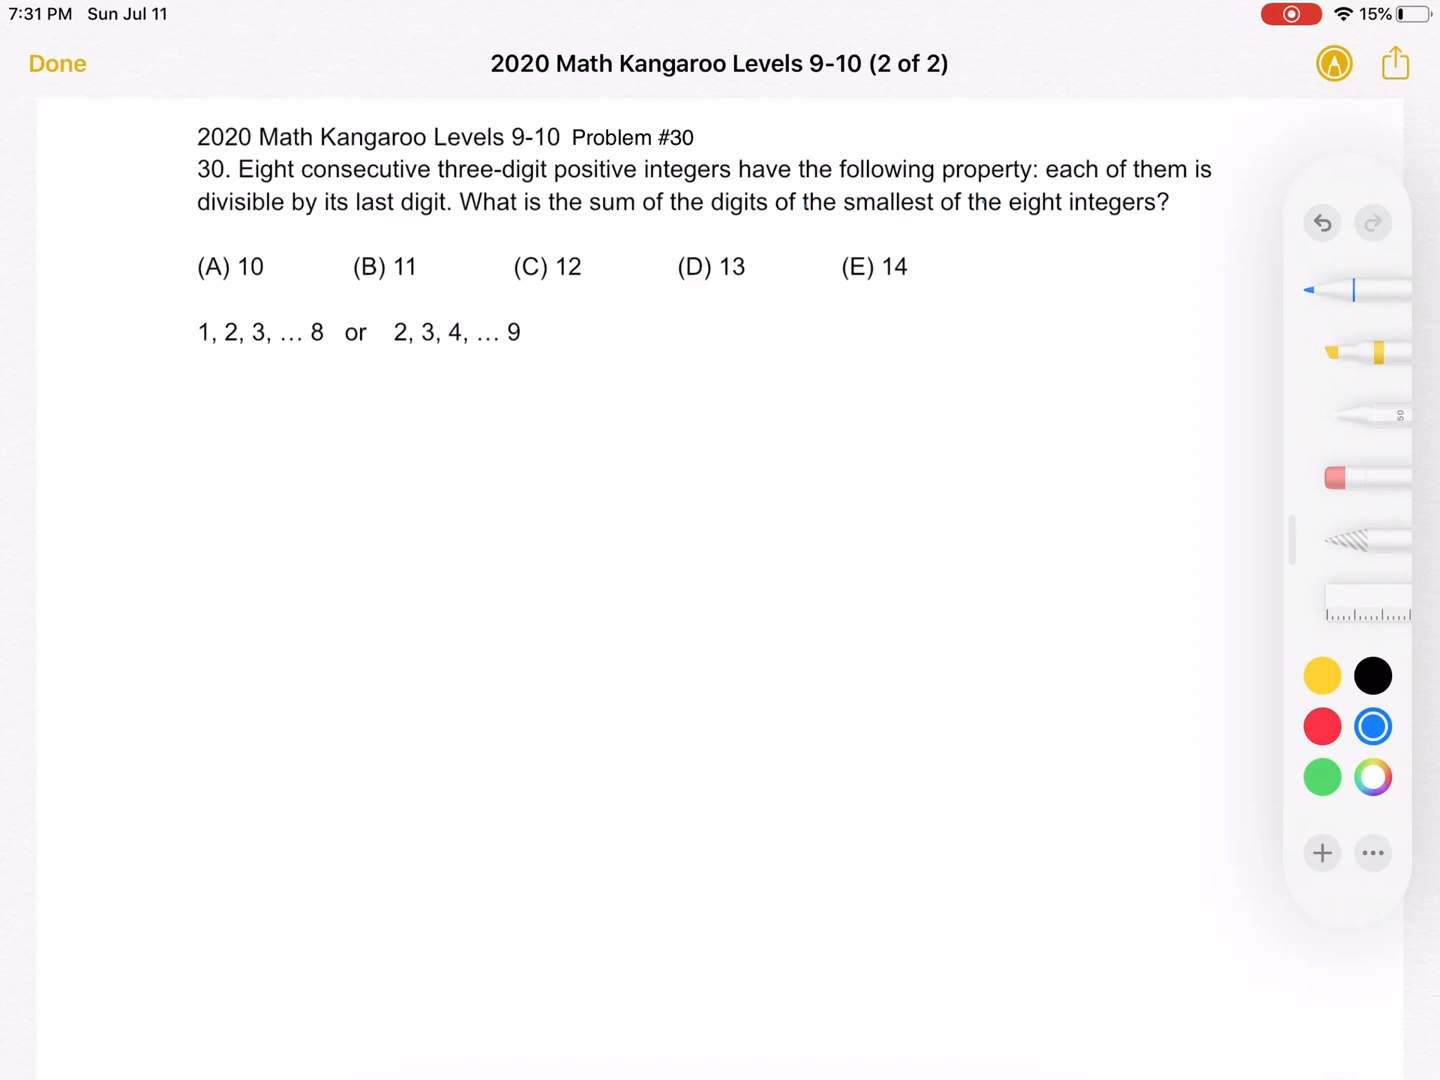 7:31 PM Sun Jul 11 15%
Done 2020 Math Kangaroo Levels 9-10 (2 of 2)
2020 Math Kangaroo Levels 9-10 Problem #30
30. Eight consecutive three-digit positive integers have the following property: each of them is
divisible by its last digit. What is the sum of the digits of the smallest of the eight integers?
(A) 10 (B) 11 (C) 12 (D) 13 (E) 14
1, 2, 3, … 8 or 2, 3, 4, … 9
50